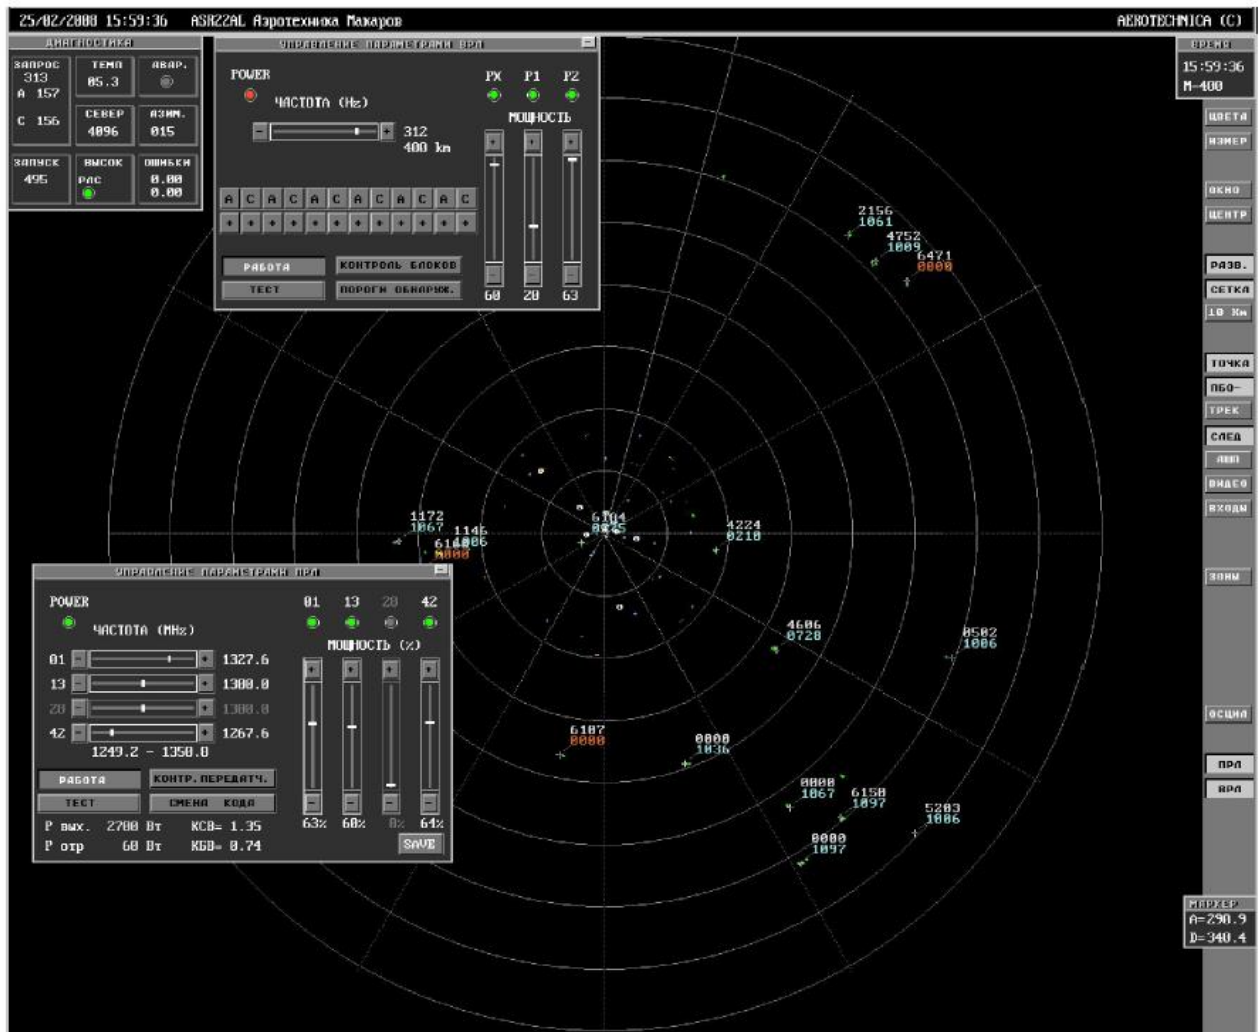 25/02/2008 15:59:36 ASR22AL Аэротехника Макаров AEROTECHNICA (C)
ДИАГНОСТИКА
ЗАПРОС
313
A 157
C 156
ТЕМП
05.3
АВАР.
СЕВЕР
4096
АЗИМ.
015
ЗАПУСК
495
ВЫСОК
РЛС
ОШИБКИ
0.00
0.00
УПРАВЛЕНИЕ ПАРАМЕТРАМИ ВРЛ
POWER
PX P1 P2
ЧАСТОТА (Hz)
МОЩНОСТЬ
- + 312
400 km
A C A C A C A C A C A C
+ + + + + + + + + + + +
РАБОТА КОНТРОЛЬ БЛОКОВ
ТЕСТ ПОРОГИ ОБНАРУЖ.
60 20 63
ВРЕМЯ
15:59:36
M-400
ЦВЕТА
ИЗМЕР
ОКНО
ЦЕНТР
РАЗВ.
СЕТКА
10 Км
ТОЧКА
ПБО-
ТРЕК
СЛЕД
ВИДЕО
ВХОДЫ
ЗОНЫ
ОСЦИЛ
ПРЛ
ВРЛ
2156
1061
4752
1009
6471
0000
1172
1067
1146
1006
0000
4224
0210
4606
0728
0502
1006
6107
0000
0000
1036
0000
1067
6150
1097
5203
1006
0000
1097
УПРАВЛЕНИЕ ПАРАМЕТРАМИ ПРЛ
POWER
01 13 28 42
ЧАСТОТА (MHz)
МОЩНОСТЬ (%)
01 - + 1327.6
13 - + 1300.0
28 - + 1300.0
42 - + 1267.6
1249.2 - 1350.8
РАБОТА КОНТР.ПЕРЕДАТЧ.
ТЕСТ СМЕНА КОДА
63% 60% 0% 64%
P вых. 2700 Вт КСВ= 1.35
P отр 60 Вт КБВ= 0.74
SAVE
МАРКЕР
A=290.9
D=340.4